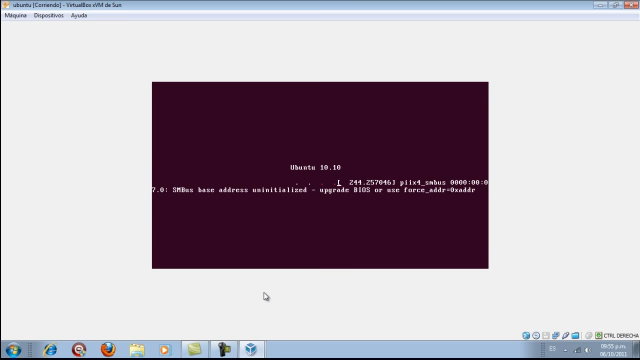 ubuntu [Corriendo] - VirtualBox xVM de Sun
Máquina Dispositivos Ayuda
Ubuntu 10.10
. . . .[ 244.257046] piix4_smbus 0000:00:0
7.0: SMBus base address uninitialized - upgrade BIOS or use force_addr=0xaddr
CTRL DERECHA
ES
09:55 p.m.
06/10/2011